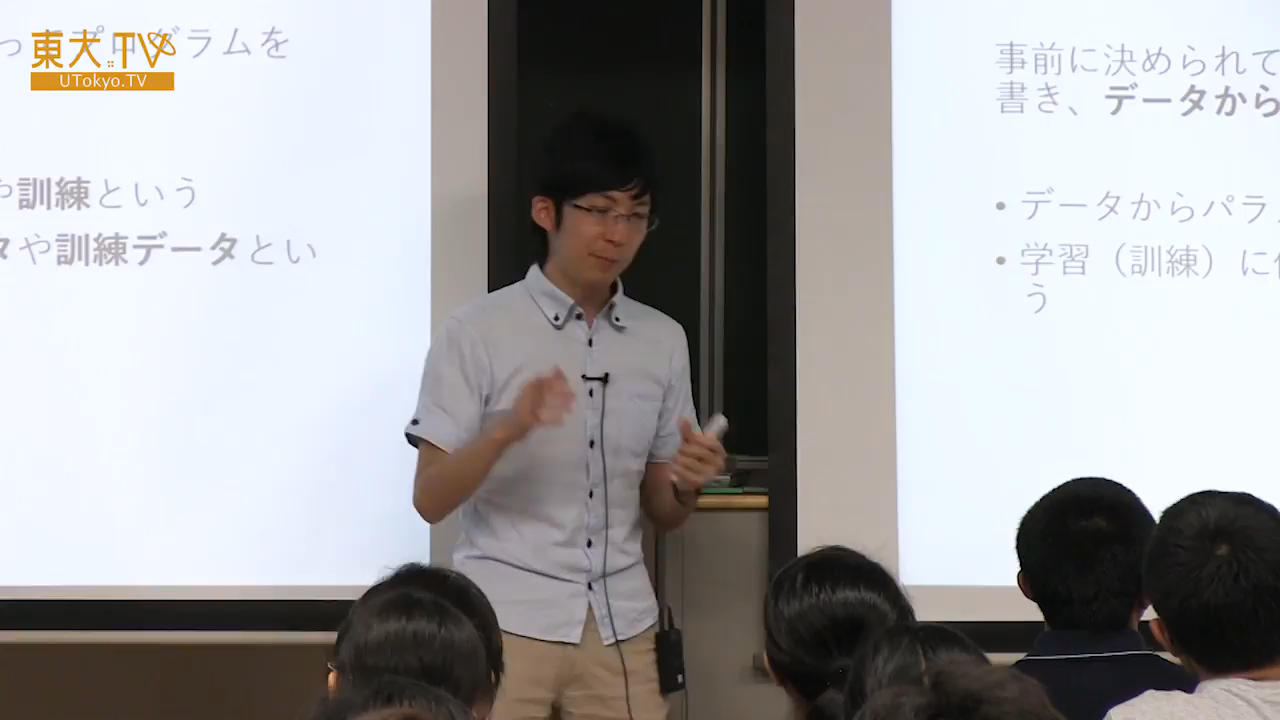 東大TV
UTokyo.TV
ってプログラムを
や訓練という
タや訓練データとい
事前に決められて
書き、データから
• データからパラ
• 学習（訓練）に
う